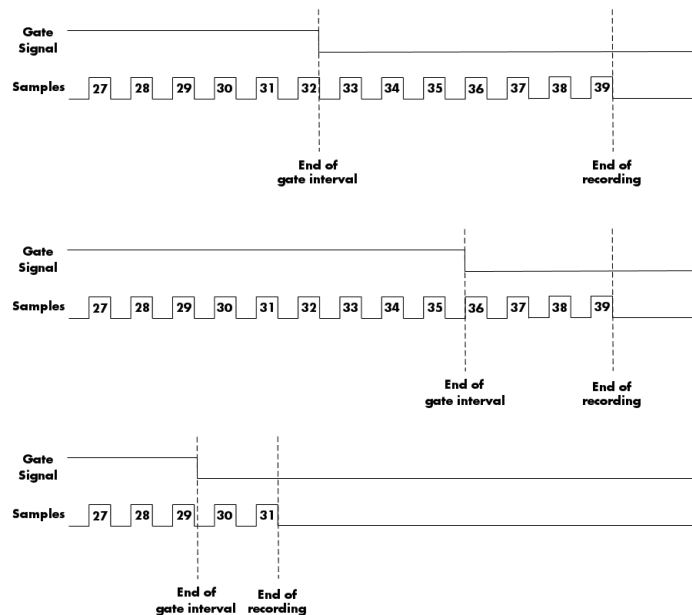 Gate
Signal
Samples 27 28 29 30 31 32 33 34 35 36 37 38 39
End of
gate interval
End of
recording
Gate
Signal
Samples 27 28 29 30 31 32 33 34 35 36 37 38 39
End of
gate interval
End of
recording
Gate
Signal
Samples 27 28 29 30 31
End of
gate interval
End of
recording